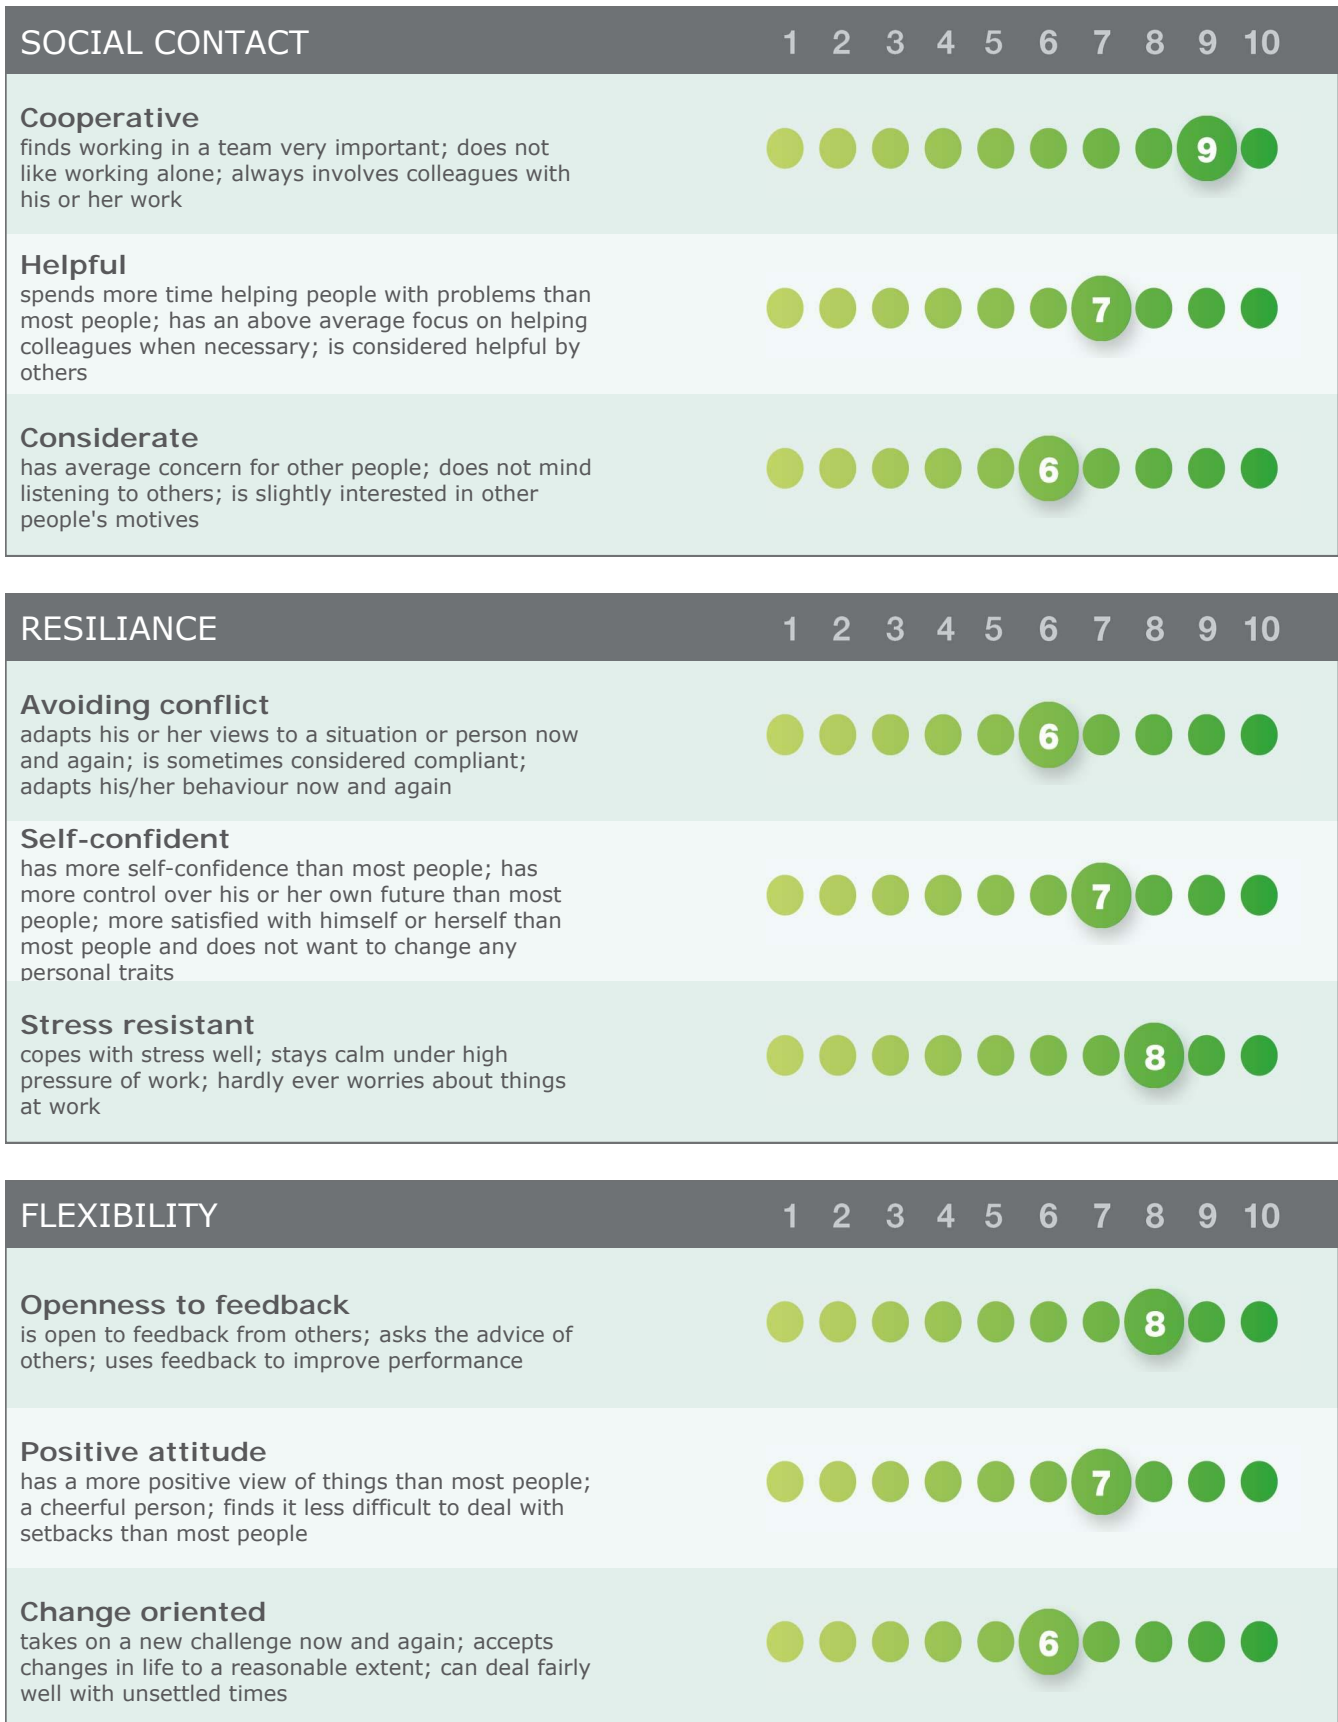 SOCIAL CONTACT 1 2 3 4 5 6 7 8 9 10
Cooperative
finds working in a team very important; does not
like working alone; always involves colleagues with
his or her work
9
Helpful
spends more time helping people with problems than
most people; has an above average focus on helping
colleagues when necessary; is considered helpful by
others
7
Considerate
has average concern for other people; does not mind
listening to others; is slightly interested in other
people's motives
6
RESILIANCE 1 2 3 4 5 6 7 8 9 10
Avoiding conflict
adapts his or her views to a situation or person now
and again; is sometimes considered compliant;
adapts his/her behaviour now and again
6
Self-confident
has more self-confidence than most people; has
more control over his or her own future than most
people; more satisfied with himself or herself than
most people and does not want to change any
personal traits
7
Stress resistant
copes with stress well; stays calm under high
pressure of work; hardly ever worries about things
at work
8
FLEXIBILITY 1 2 3 4 5 6 7 8 9 10
Openness to feedback
is open to feedback from others; asks the advice of
others; uses feedback to improve performance
8
Positive attitude
has a more positive view of things than most people;
a cheerful person; finds it less difficult to deal with
setbacks than most people
7
Change oriented
takes on a new challenge now and again; accepts
changes in life to a reasonable extent; can deal fairly
well with unsettled times
6